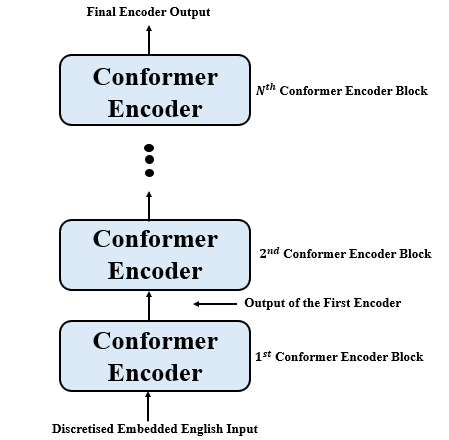 Final Encoder Output
Conformer
Encoder
Nth Conformer Encoder Block
Conformer
Encoder
2nd Conformer Encoder Block
Output of the First Encoder
Conformer
Encoder
1st Conformer Encoder Block
Discretised Embedded English Input